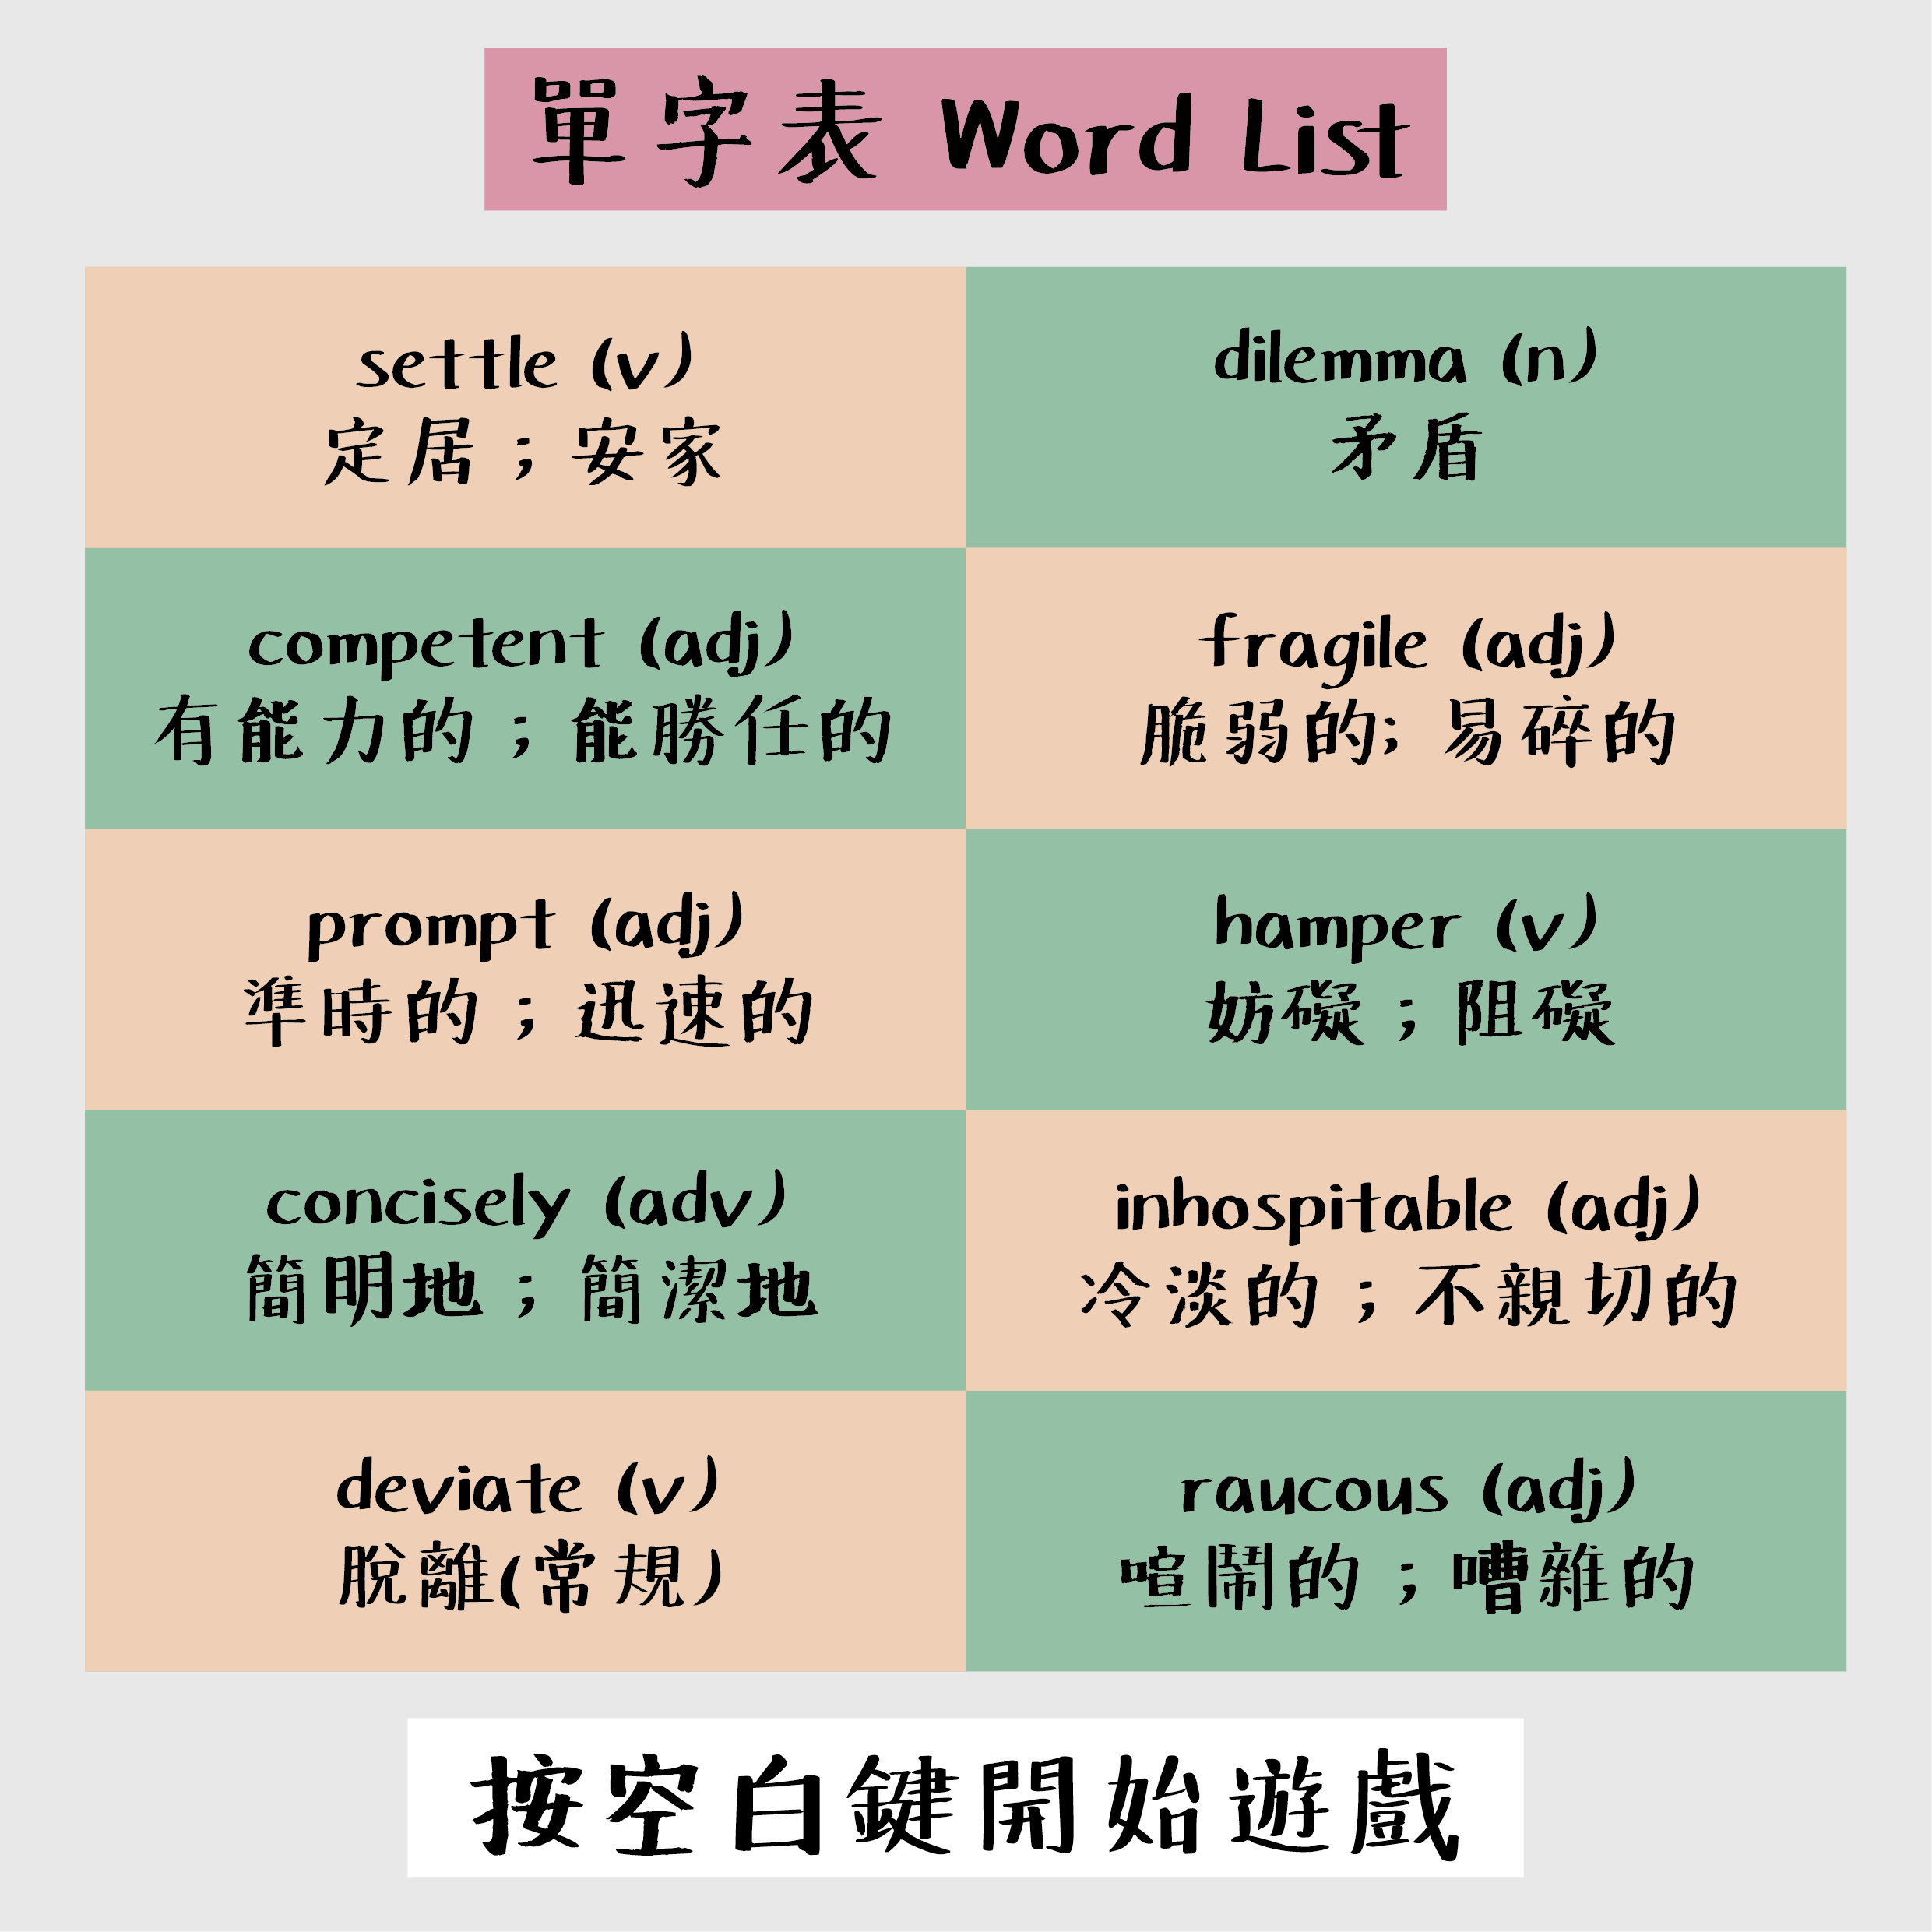 單字表 Word List
settle (v)
定居；安家
dilemma (n)
矛盾
competent (adj)
有能力的；能勝任的
fragile (adj)
脆弱的; 易碎的
prompt (adj)
準時的；迅速的
hamper (v)
妨礙；阻礙
concisely (adv)
簡明地；簡潔地
inhospitable (adj)
冷淡的；不親切的
deviate (v)
脫離(常規)
raucous (adj)
喧鬧的；嘈雜的
按空白鍵開始遊戲